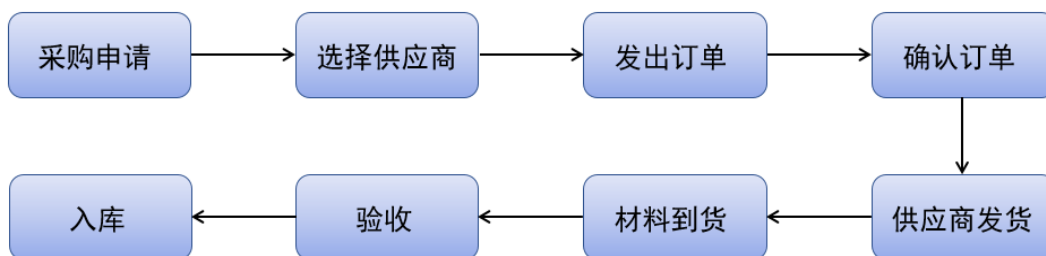 采购申请
选择供应商
发出订单
确认订单
供应商发货
材料到货
验收
入库